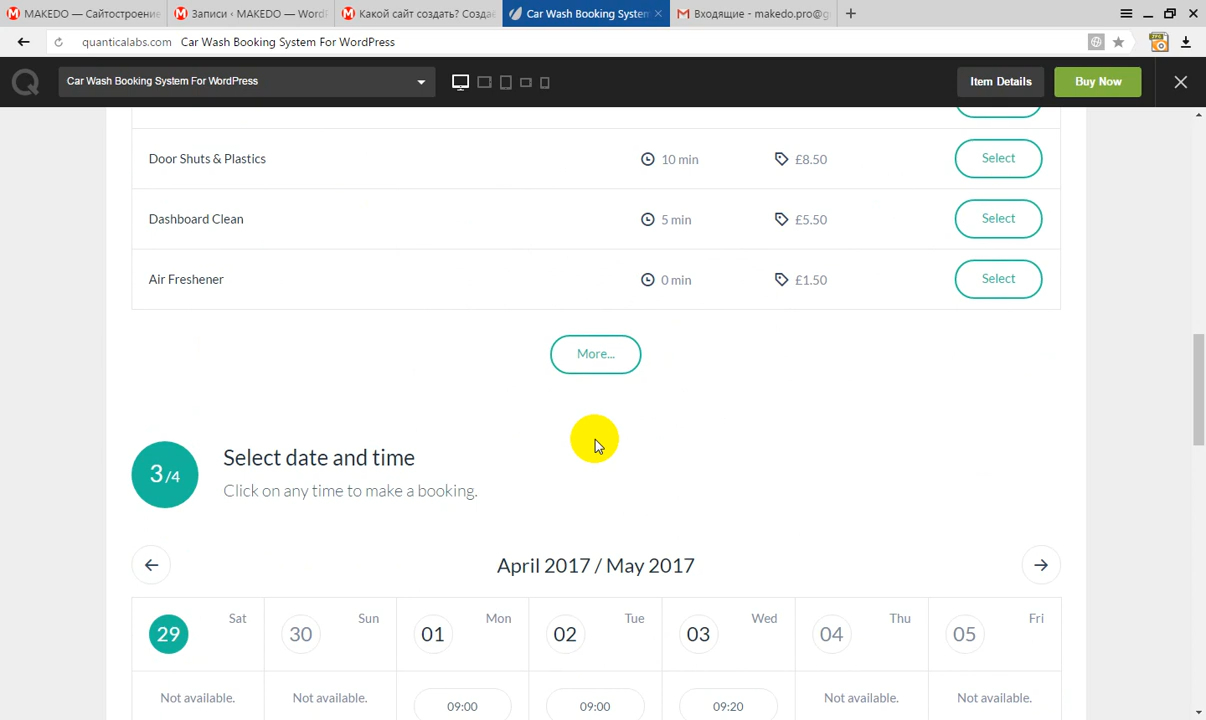 MAKEDO — Сайтостроение
Записи ‹ MAKEDO — Word
Какой сайт создать? Созда
Car Wash Booking System
Входящие - makedo.pro@g
quanticalabs.com Car Wash Booking System For WordPress
Car Wash Booking System For WordPress
Item Details
Buy Now
Door Shuts & Plastics 10 min £8.50 Select
Dashboard Clean 5 min £5.50 Select
Air Freshener 0 min £1.50 Select
More...
3/4
Select date and time
Click on any time to make a booking.
April 2017 / May 2017
29 Sat 30 Sun 01 Mon 02 Tue 03 Wed 04 Thu 05 Fri
Not available. Not available. 09:00 09:00 09:20 Not available. Not available.